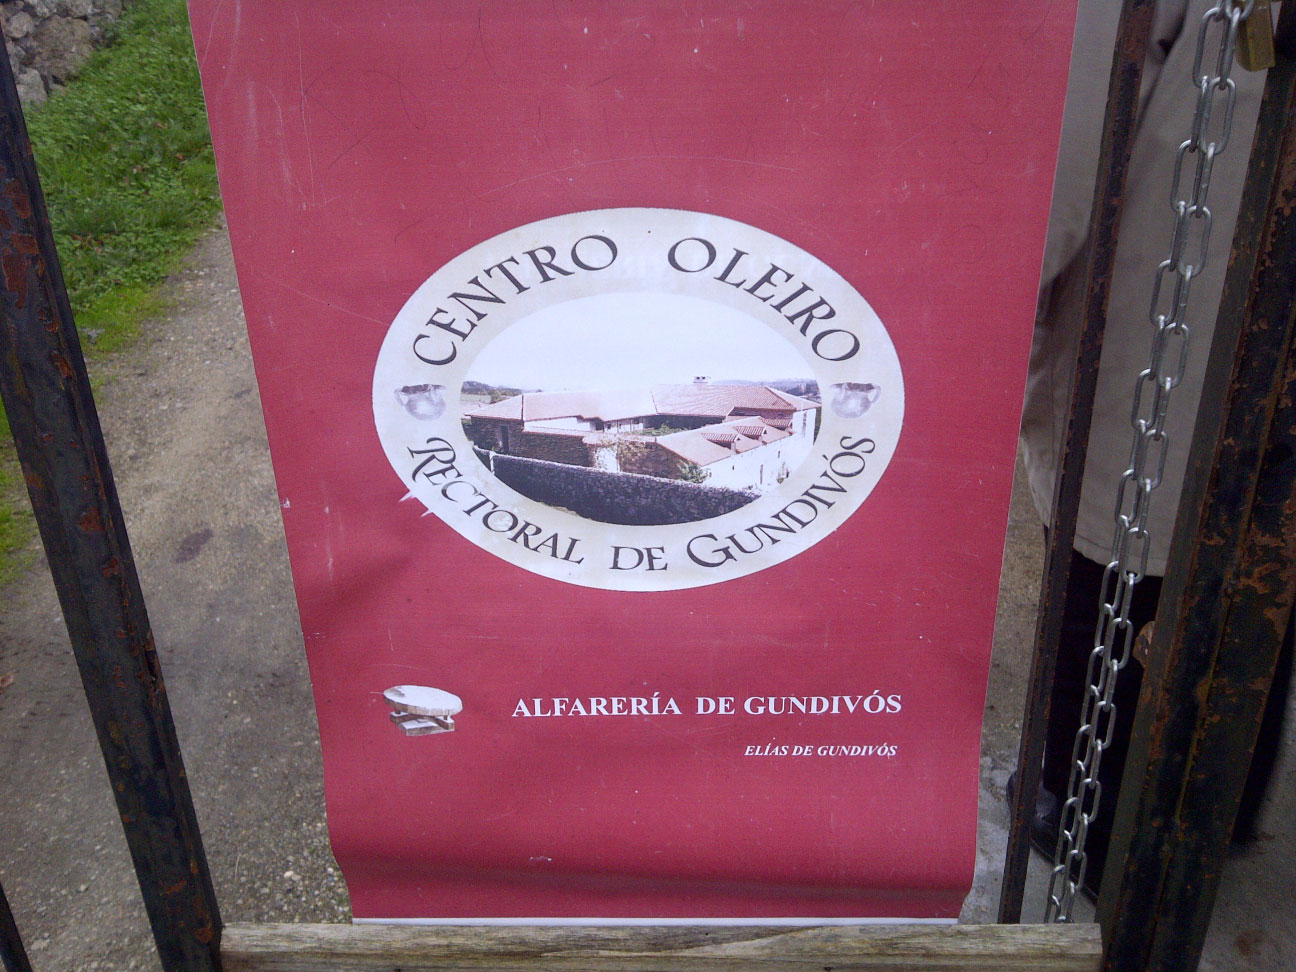 CENTRO OLEIRO
RECTORAL DE GUNDIVÓS
ALFARERÍA DE GUNDIVÓS
ELÍAS DE GUNDIVÓS